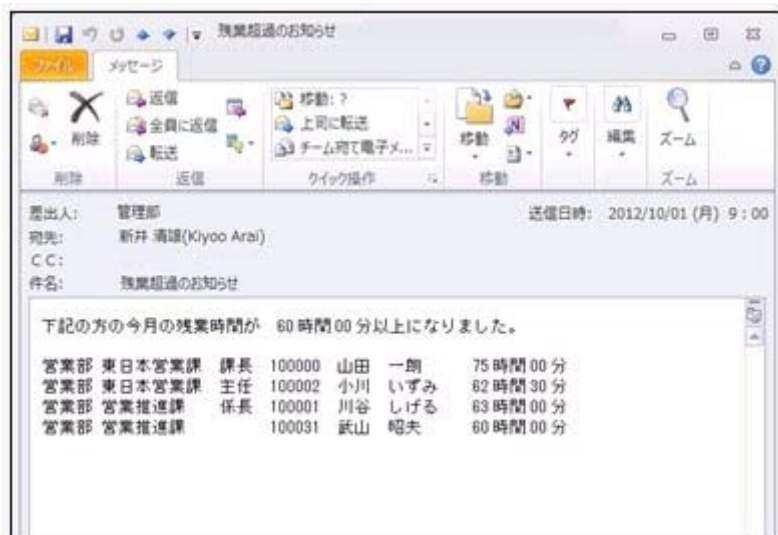 残業超過のお知らせ
ファイル メッセージ
削除
返信
全員に返信
転送
移動: ?
上司に転送
チーム宛て電子メ...
移動
タグ
編集
ズーム
削除 返信 クイック操作 移動 ズーム
差出人: 管理部 送信日時: 2012/10/01 (月) 9:00
宛先: 新井 清雄(Kiyoo Arai)
CC:
件名: 残業超過のお知らせ
下記の方の今月の残業時間が 60時間00分以上になりました。
営業部 東日本営業課 課長 100000 山田 一朗 75時間00分
営業部 東日本営業課 主任 100002 小川 いずみ 62時間30分
営業部 営業推進課 係長 100001 川谷 しげる 63時間00分
営業部 営業推進課 100031 武山 昭夫 60時間00分